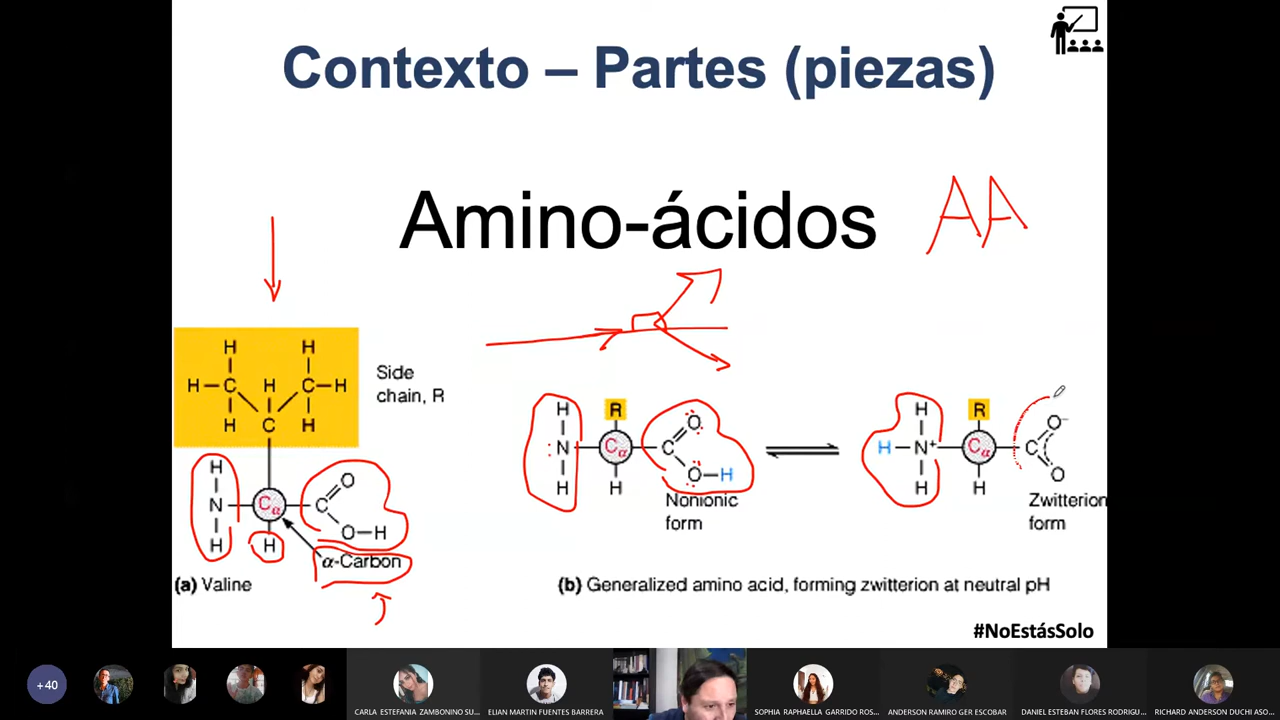 Contexto – Partes (piezas)
Amino-ácidos
AA
H H
H–C H C–H
H C H
Side
chain, R
H
N Cα C O
H H O–H
α-Carbon
(a) Valine
H R O
:N Cα C
H H O–H
Nonionic
form
H R O⁻
H–N⁺ Cα C
H H O
Zwitterion
form
(b) Generalized amino acid, forming zwitterion at neutral pH
#NoEstásSolo
+40
CARLA ESTEFANIA ZAMBONINO SU...
ELIAN MARTIN FUENTES BARRERA
SOPHIA RAPHAELLA GARRIDO ROS...
ANDERSON RAMIRO GER ESCOBAR
DANIEL ESTEBAN FLORES RODRIGU...
RICHARD ANDERSON DUCHI ASO...